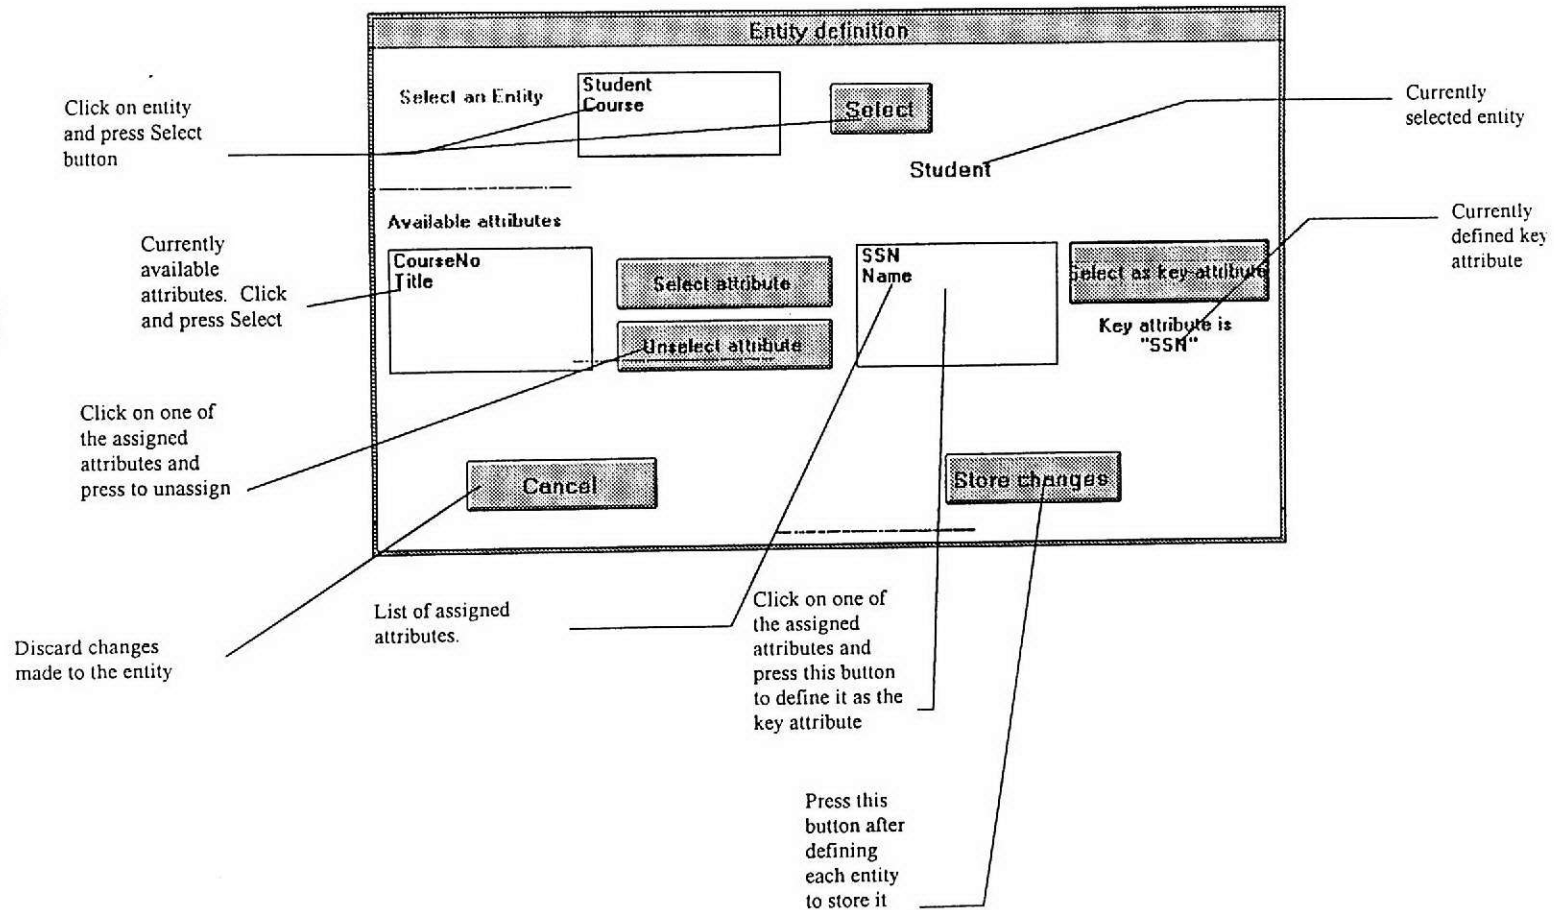 Entity definition
Click on entity
and press Select
button
Select an Entity
Student
Course
Select
Currently
selected entity
Student
Available attributes
Currently
available
attributes. Click
and press Select
CourseNo
Title
Select attribute
Unselect attribute
SSN
Name
Select as key attribute
Key attribute is
"SSN"
Currently
defined key
attribute
Click on one of
the assigned
attributes and
press to unassign
Cancel
Store changes
Discard changes
made to the entity
List of assigned
attributes.
Click on one of
the assigned
attributes and
press this button
to define it as the
key attribute
Press this
button after
defining
each entity
to store it